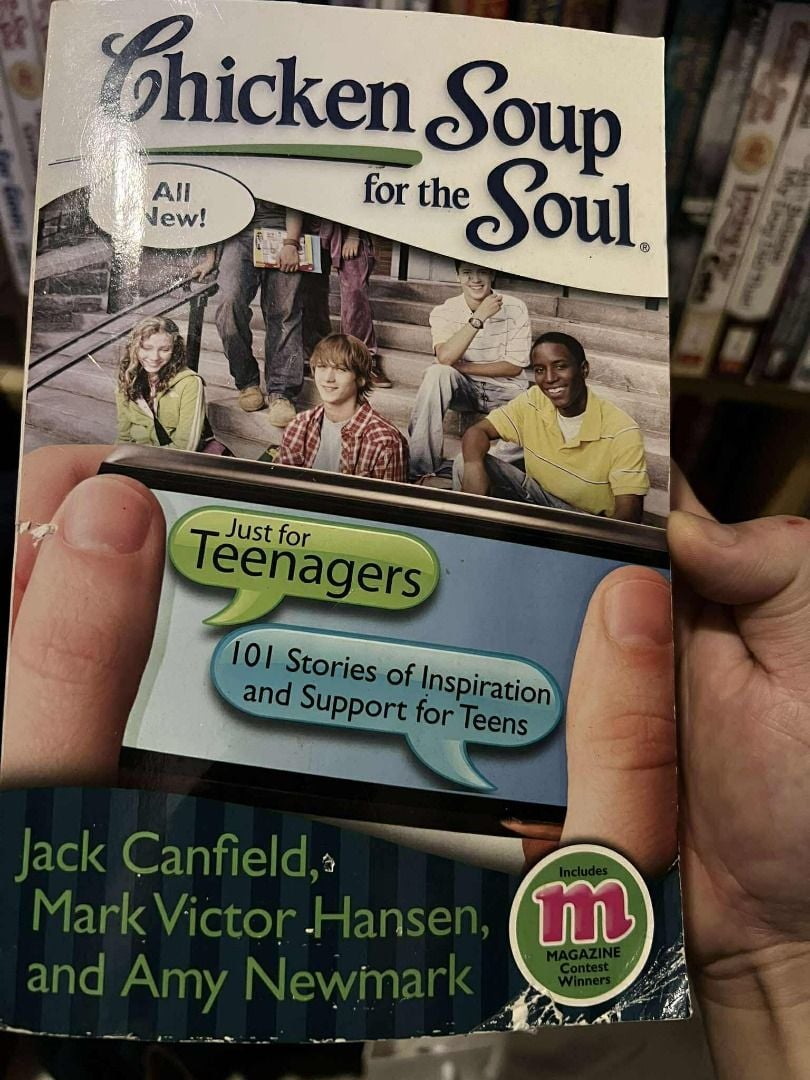 Chicken Soup
for the Soul®
All
New!
Just for
Teenagers
101 Stories of Inspiration
and Support for Teens
Jack Canfield,
Mark Victor Hansen,
and Amy Newmark
Includes
m
MAGAZINE
Contest
Winners